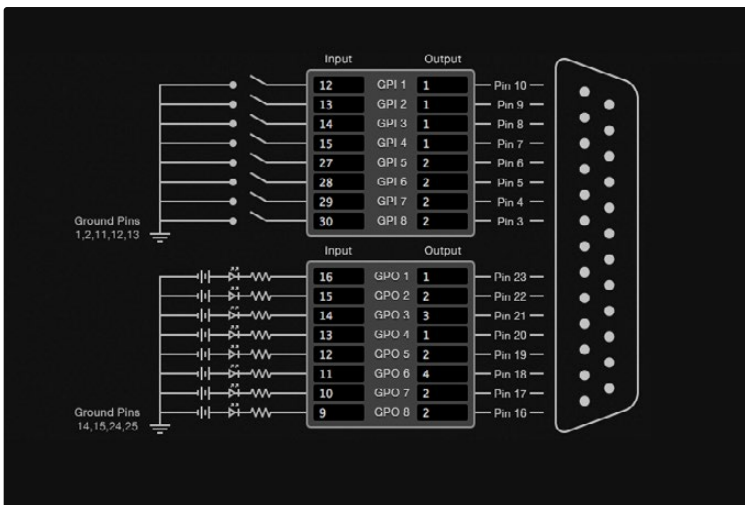 Input Output
12 GPI 1 1 Pin 10
13 GPI 2 1 Pin 9
14 GPI 3 1 Pin 8
15 GPI 4 1 Pin 7
27 GPI 5 2 Pin 6
28 GPI 6 2 Pin 5
29 GPI 7 2 Pin 4
30 GPI 8 2 Pin 3
Ground Pins
1,2,11,12,13
Input Output
16 GPO 1 1 Pin 23
15 GPO 2 2 Pin 22
14 GPO 3 3 Pin 21
13 GPO 4 1 Pin 20
12 GPO 5 2 Pin 19
11 GPO 6 4 Pin 18
10 GPO 7 2 Pin 17
9 GPO 8 2 Pin 16
Ground Pins
14,15,24,25